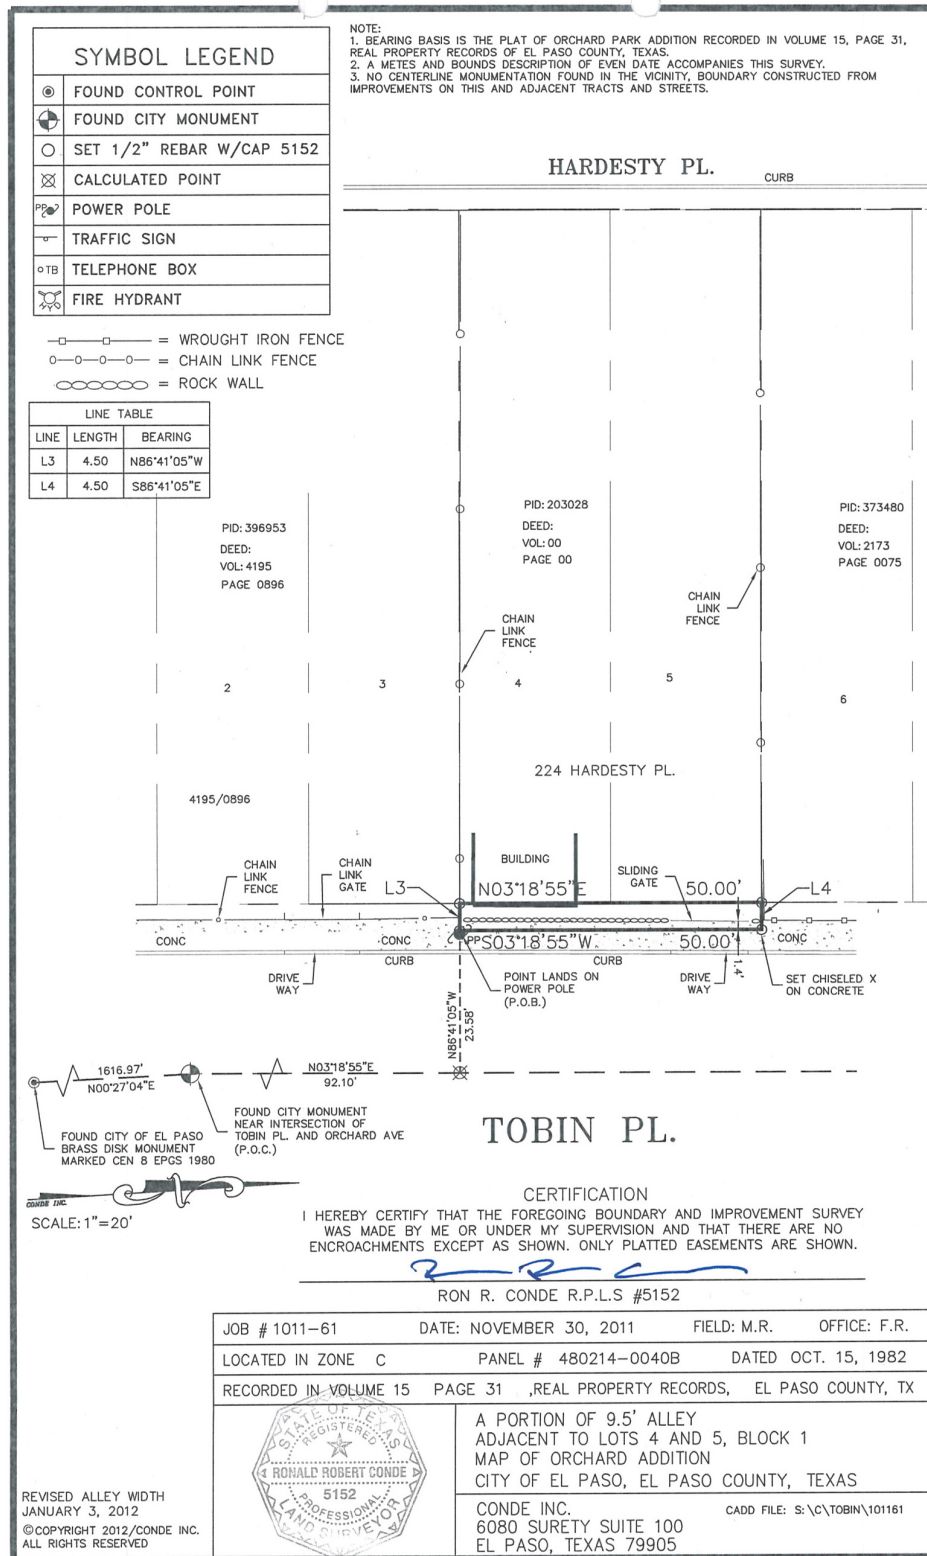 NOTE:
1. BEARING BASIS IS THE PLAT OF ORCHARD PARK ADDITION RECORDED IN VOLUME 15, PAGE 31,
REAL PROPERTY RECORDS OF EL PASO COUNTY, TEXAS.
2. A METES AND BOUNDS DESCRIPTION OF EVEN DATE ACCOMPANIES THIS SURVEY.
3. NO CENTERLINE MONUMENTATION FOUND IN THE VICINITY, BOUNDARY CONSTRUCTED FROM
IMPROVEMENTS ON THIS AND ADJACENT TRACTS AND STREETS.
SYMBOL LEGEND
FOUND CONTROL POINT
FOUND CITY MONUMENT
SET 1/2" REBAR W/CAP 5152
CALCULATED POINT
PP POWER POLE
TRAFFIC SIGN
TB TELEPHONE BOX
FIRE HYDRANT
= WROUGHT IRON FENCE
= CHAIN LINK FENCE
= ROCK WALL
LINE TABLE
LINE LENGTH BEARING
L3 4.50 N86°41'05"W
L4 4.50 S86°41'05"E
HARDESTY PL.
CURB
PID: 396953
DEED:
VOL: 4195
PAGE 0896
PID: 203028
DEED:
VOL: 00
PAGE 00
PID: 373480
DEED:
VOL: 2173
PAGE 0075
CHAIN
LINK
FENCE
CHAIN
LINK
FENCE
2
3
4
5
6
224 HARDESTY PL.
4195/0896
CHAIN
LINK
FENCE
CHAIN
LINK
GATE
L3
BUILDING
N03°18'55"E
SLIDING
GATE
50.00'
L4
CONC
CONC
PP
S03°18'55"W
50.00'
CONC
CURB
CURB
1.4'
DRIVE
WAY
POINT LANDS ON
POWER POLE
(P.O.B.)
DRIVE
WAY
SET CHISELED X
ON CONCRETE
N86°41'05"W
23.58'
1616.97'
N00°27'04"E
N03°18'55"E
92.10'
FOUND CITY OF EL PASO
BRASS DISK MONUMENT
MARKED CEN 8 EPGS 1980
FOUND CITY MONUMENT
NEAR INTERSECTION OF
TOBIN PL. AND ORCHARD AVE
(P.O.C.)
TOBIN PL.
CONDE INC.
SCALE: 1"=20'
CERTIFICATION
I HEREBY CERTIFY THAT THE FOREGOING BOUNDARY AND IMPROVEMENT SURVEY
WAS MADE BY ME OR UNDER MY SUPERVISION AND THAT THERE ARE NO
ENCROACHMENTS EXCEPT AS SHOWN. ONLY PLATTED EASEMENTS ARE SHOWN.
RON R. CONDE R.P.L.S #5152
JOB # 1011-61 DATE: NOVEMBER 30, 2011 FIELD: M.R. OFFICE: F.R.
LOCATED IN ZONE C PANEL # 480214-0040B DATED OCT. 15, 1982
RECORDED IN VOLUME 15 PAGE 31 ,REAL PROPERTY RECORDS, EL PASO COUNTY, TX
STATE OF TEXAS
REGISTERED
RONALD ROBERT CONDE
5152
PROFESSIONAL
LAND SURVEYOR
A PORTION OF 9.5' ALLEY
ADJACENT TO LOTS 4 AND 5, BLOCK 1
MAP OF ORCHARD ADDITION
CITY OF EL PASO, EL PASO COUNTY, TEXAS
CONDE INC.
6080 SURETY SUITE 100
EL PASO, TEXAS 79905
CADD FILE: S:\C\TOBIN\101161
REVISED ALLEY WIDTH
JANUARY 3, 2012
©COPYRIGHT 2012/CONDE INC.
ALL RIGHTS RESERVED